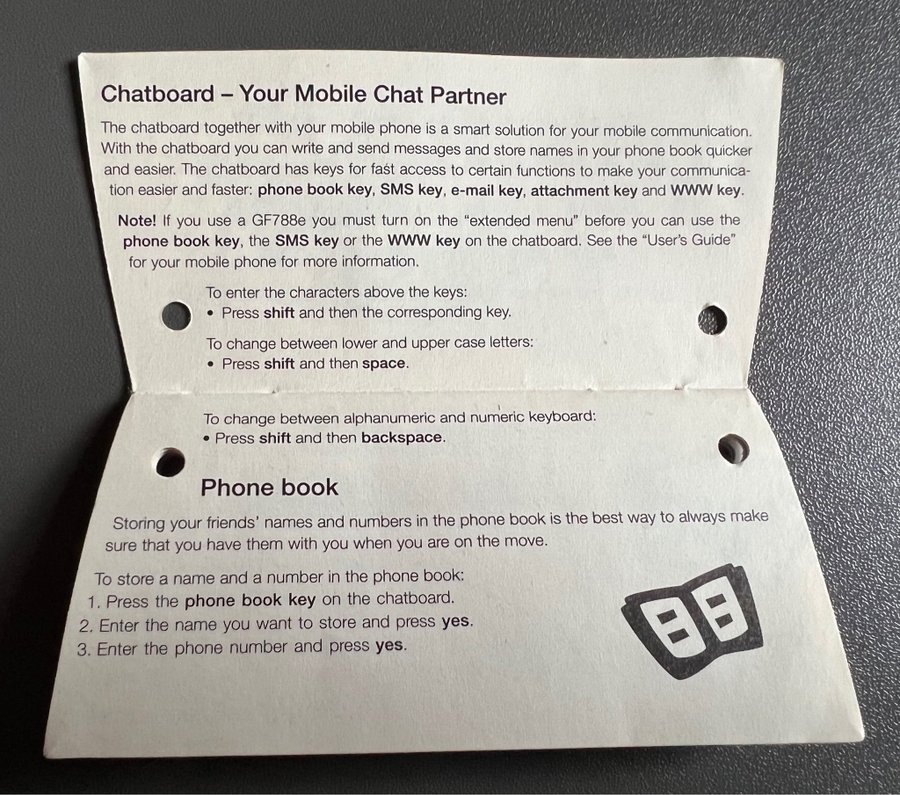 Chatboard – Your Mobile Chat Partner
The chatboard together with your mobile phone is a smart solution for your mobile communication.
With the chatboard you can write and send messages and store names in your phone book quicker
and easier. The chatboard has keys for fast access to certain functions to make your communica-
tion easier and faster: phone book key, SMS key, e-mail key, attachment key and WWW key.
Note! If you use a GF788e you must turn on the “extended menu” before you can use the
phone book key, the SMS key or the WWW key on the chatboard. See the “User’s Guide”
for your mobile phone for more information.
To enter the characters above the keys:
• Press shift and then the corresponding key.
To change between lower and upper case letters:
• Press shift and then space.
To change between alphanumeric and numeric keyboard:
• Press shift and then backspace.
Phone book
Storing your friends’ names and numbers in the phone book is the best way to always make
sure that you have them with you when you are on the move.
To store a name and a number in the phone book:
1. Press the phone book key on the chatboard.
2. Enter the name you want to store and press yes.
3. Enter the phone number and press yes.